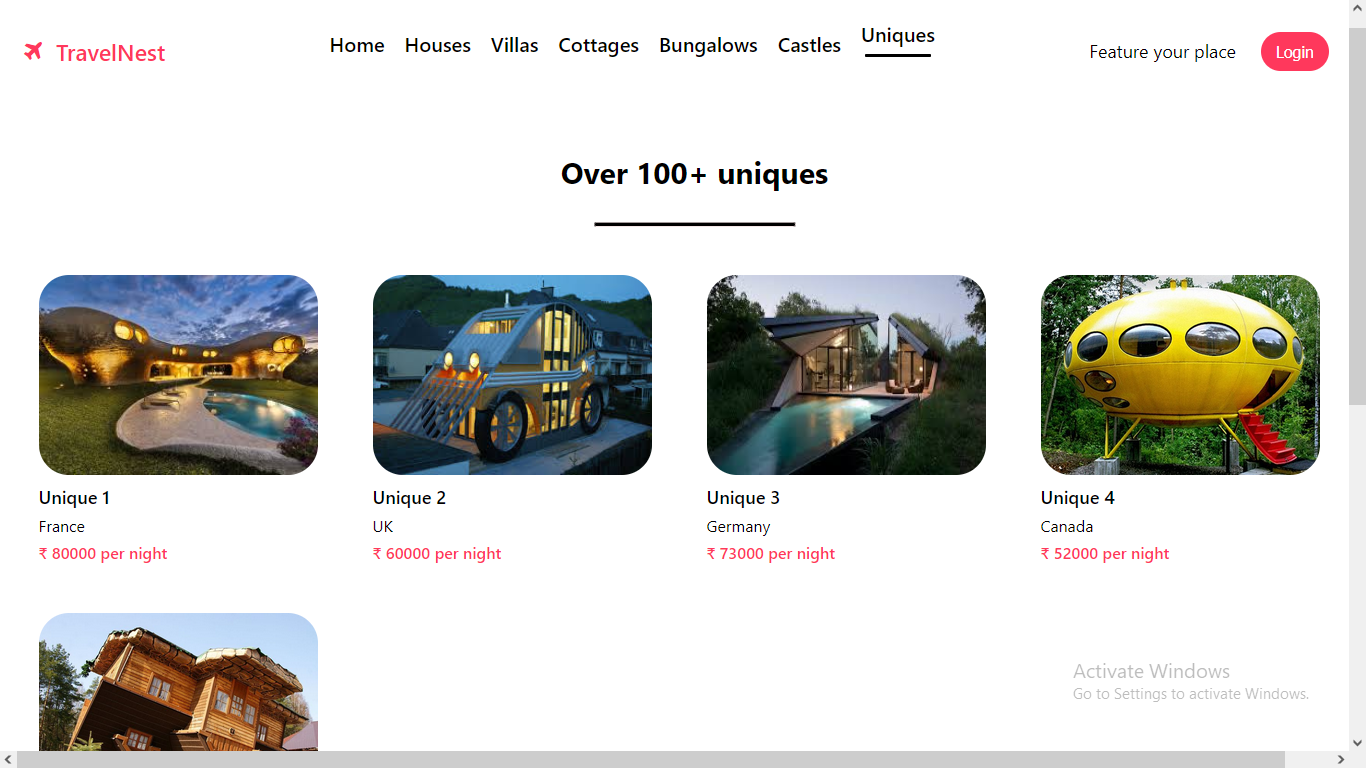 TravelNest
Home Houses Villas Cottages Bungalows Castles Uniques
Feature your place
Login
Over 100+ uniques
Unique 1
France
₹ 80000 per night
Unique 2
UK
₹ 60000 per night
Unique 3
Germany
₹ 73000 per night
Unique 4
Canada
₹ 52000 per night
Activate Windows
Go to Settings to activate Windows.